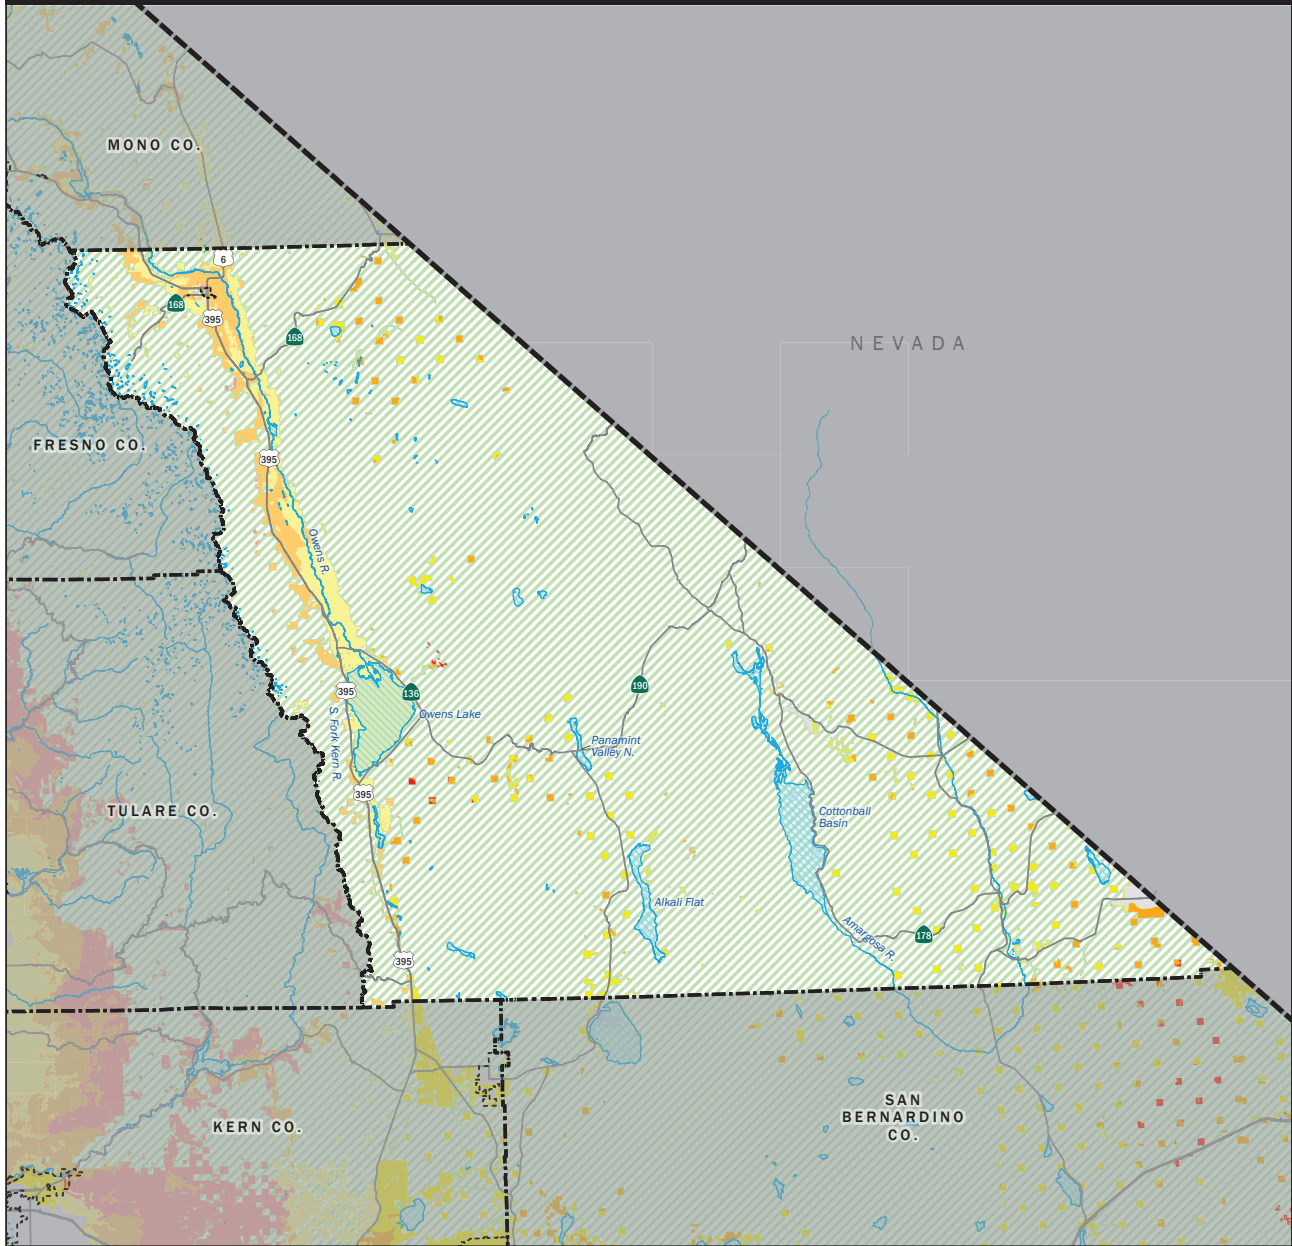 MONO CO.
6
168
395
168
NEVADA
FRESNO CO.
395
Owens R.
190
395
136
Owens Lake
S. Fork Kern R.
Panamint
Valley N.
395
TULARE CO.
Cottonball
Basin
Alkali Flat
Amargosa R.
178
395
SAN
BERNARDINO
CO.
KERN CO.